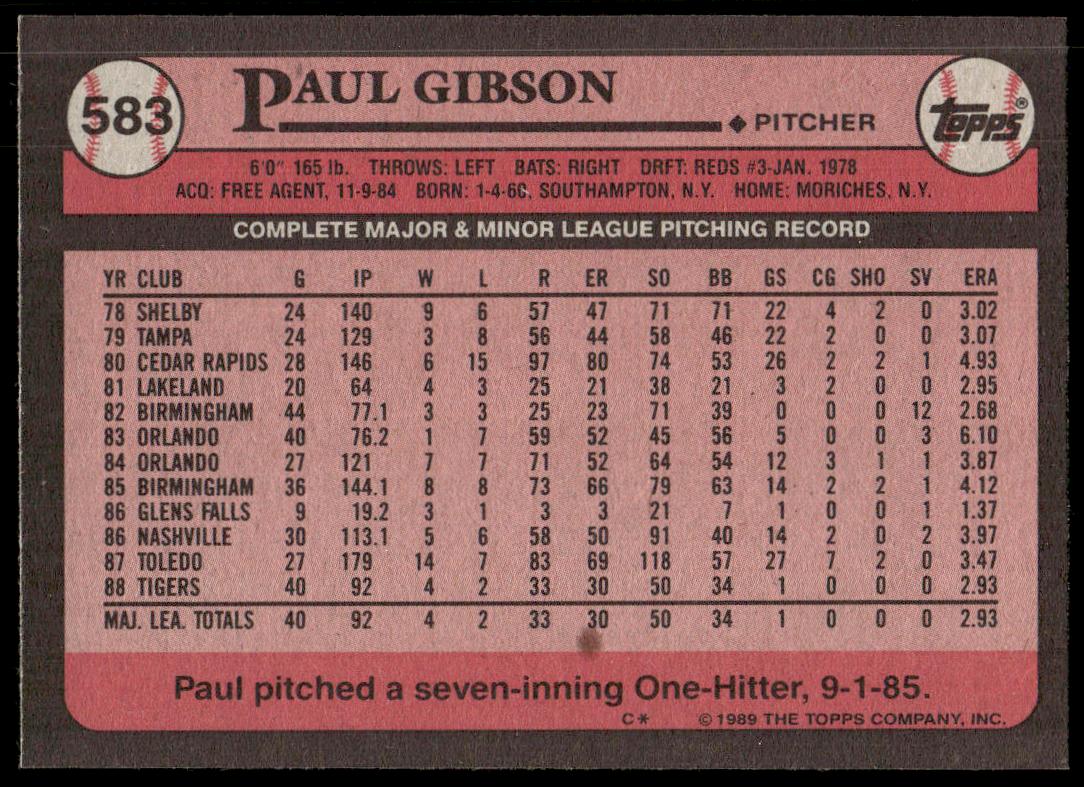 583
PAUL GIBSON
Topps®
◆ PITCHER
6'0" 165 lb. THROWS: LEFT BATS: RIGHT DRFT: REDS #3-JAN. 1978
ACQ: FREE AGENT, 11-9-84 BORN: 1-4-60, SOUTHAMPTON, N.Y. HOME: MORICHES, N.Y.
COMPLETE MAJOR & MINOR LEAGUE PITCHING RECORD
YR CLUB G IP W L R ER SO BB GS CG SHO SV ERA
78 SHELBY 24 140 9 6 57 47 71 71 22 4 2 0 3.02
79 TAMPA 24 129 3 8 56 44 58 46 22 2 0 0 3.07
80 CEDAR RAPIDS 28 146 6 15 97 80 74 53 26 2 2 1 4.93
81 LAKELAND 20 64 4 3 25 21 38 21 3 2 0 0 2.95
82 BIRMINGHAM 44 77.1 3 3 25 23 71 39 0 0 0 12 2.68
83 ORLANDO 40 76.2 1 7 59 52 45 56 5 0 0 3 6.10
84 ORLANDO 27 121 7 7 71 52 64 54 12 3 1 1 3.87
85 BIRMINGHAM 36 144.1 8 8 73 66 79 63 14 2 2 1 4.12
86 GLENS FALLS 9 19.2 3 1 3 3 21 7 1 0 0 1 1.37
86 NASHVILLE 30 113.1 5 6 58 50 91 40 14 2 0 2 3.97
87 TOLEDO 27 179 14 7 83 69 118 57 27 7 2 0 3.47
88 TIGERS 40 92 4 2 33 30 50 34 1 0 0 0 2.93
MAJ. LEA. TOTALS 40 92 4 2 33 30 50 34 1 0 0 0 2.93
Paul pitched a seven-inning One-Hitter, 9-1-85.
C* © 1989 THE TOPPS COMPANY, INC.